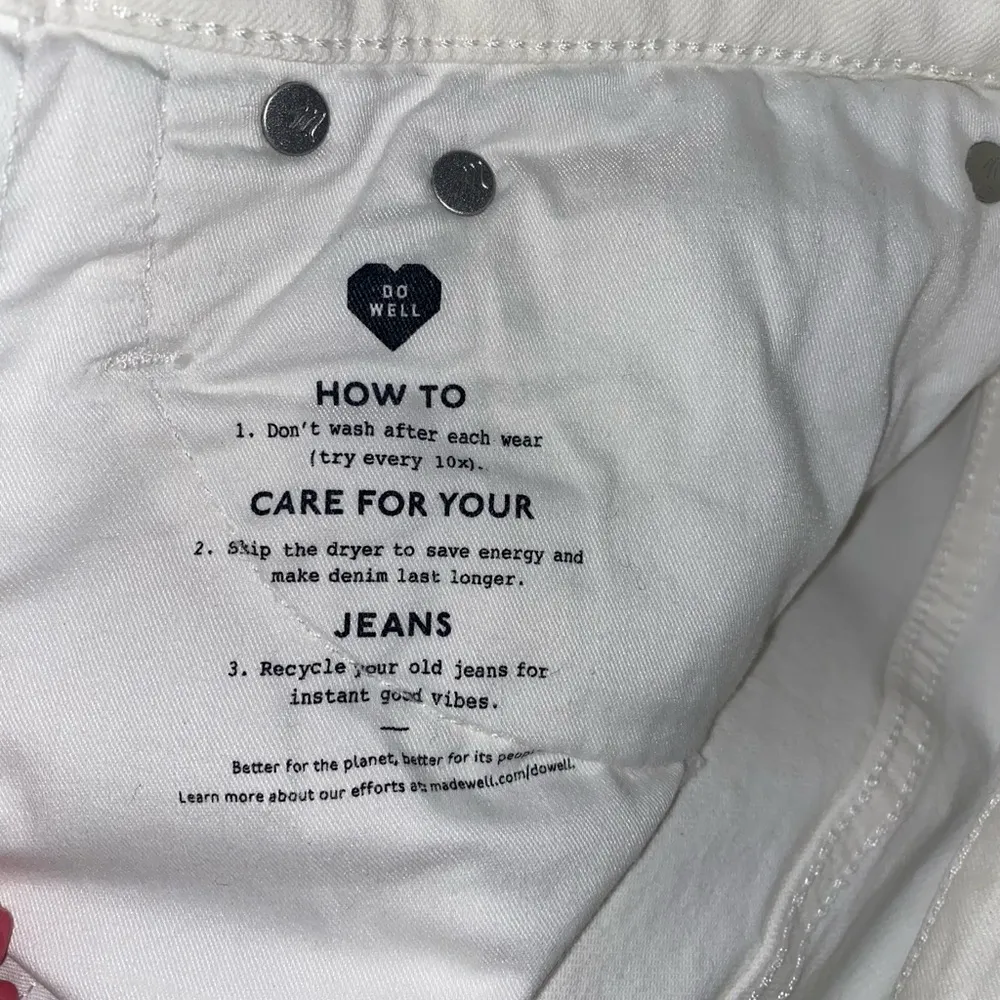 DO
WELL
HOW TO
1. Don't wash after each wear
(try every 10x).
CARE FOR YOUR
2. Skip the dryer to save energy and
make denim last longer.
JEANS
3. Recycle your old jeans for
instant good vibes.
Better for the planet, better for its
Learn more about our efforts at madewell.com/dowell.